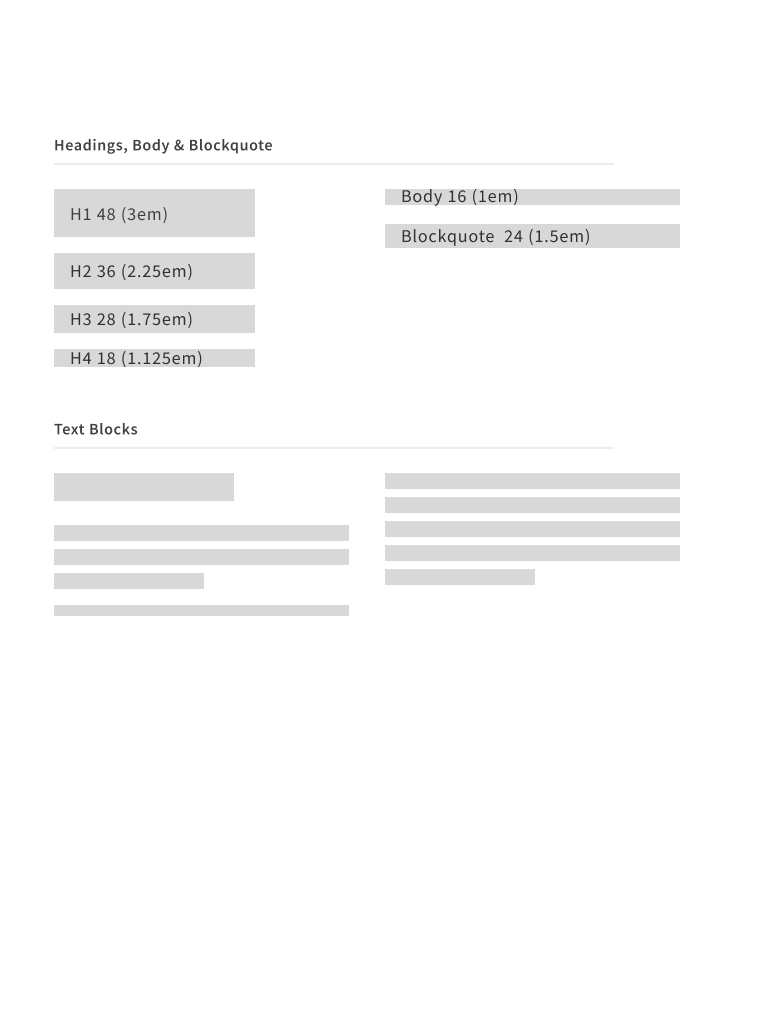 Headings, Body & Blockquote
H1 48 (3em)
H2 36 (2.25em)
H3 28 (1.75em)
H4 18 (1.125em)
Body 16 (1em)
Blockquote  24 (1.5em)
Text Blocks